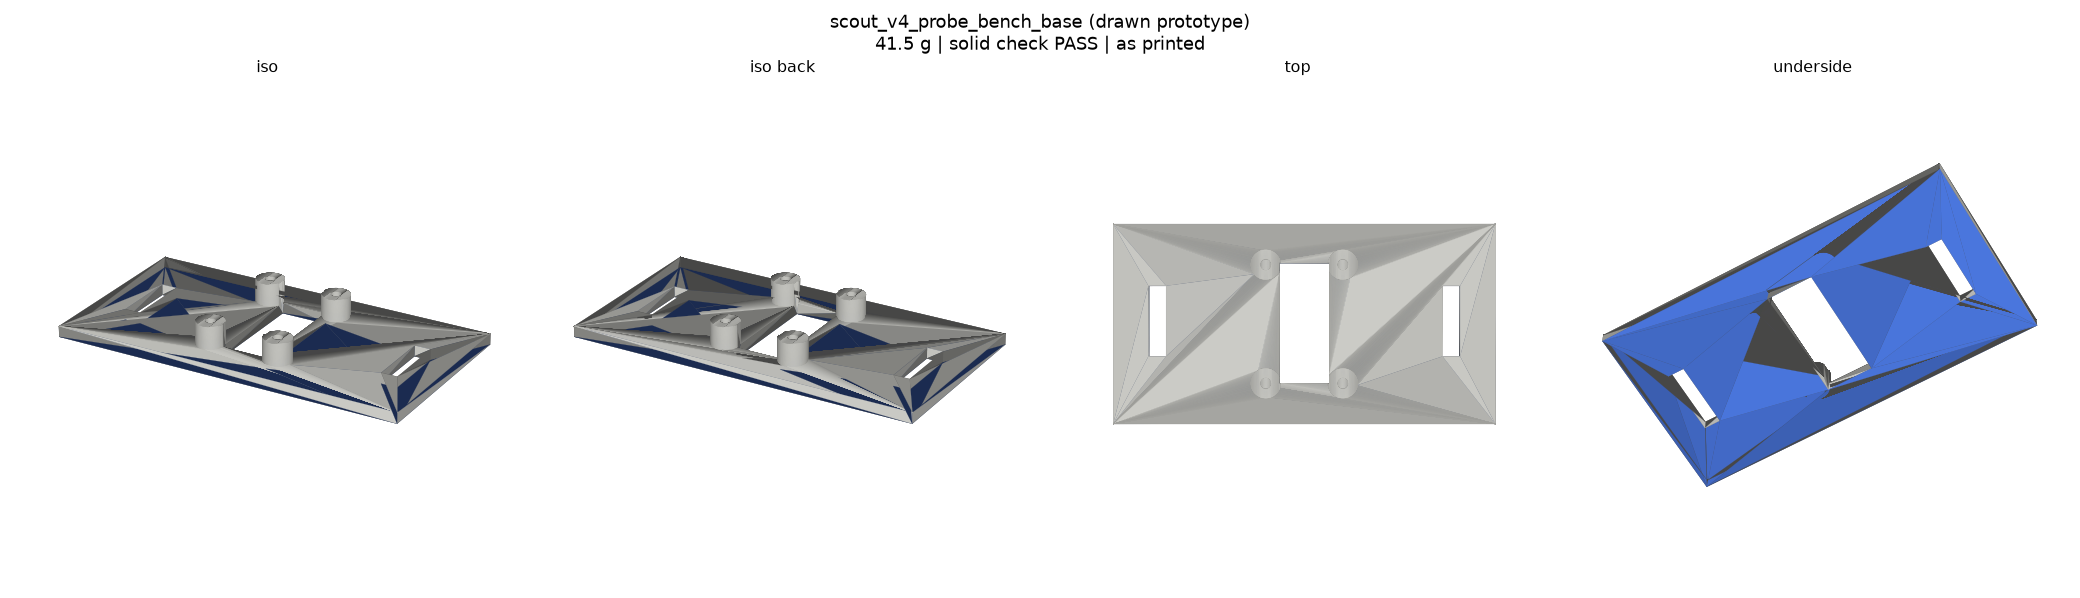 scout_v4_probe_bench_base (drawn prototype)
41.5 g | solid check PASS | as printed
iso
iso back
top
underside